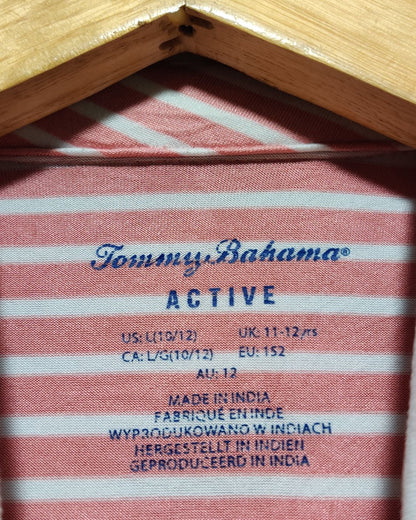 Tommy Bahama®
ACTIVE
US: L(10/12) UK: 11-12yrs
CA: L/G(10/12) EU: 152
AU: 12
MADE IN INDIA
FABRIQUÉ EN INDE
WYPRODUKOWANO W INDIACH
HERGESTELLT IN INDIEN
GEPRODUCEERD IN INDIA